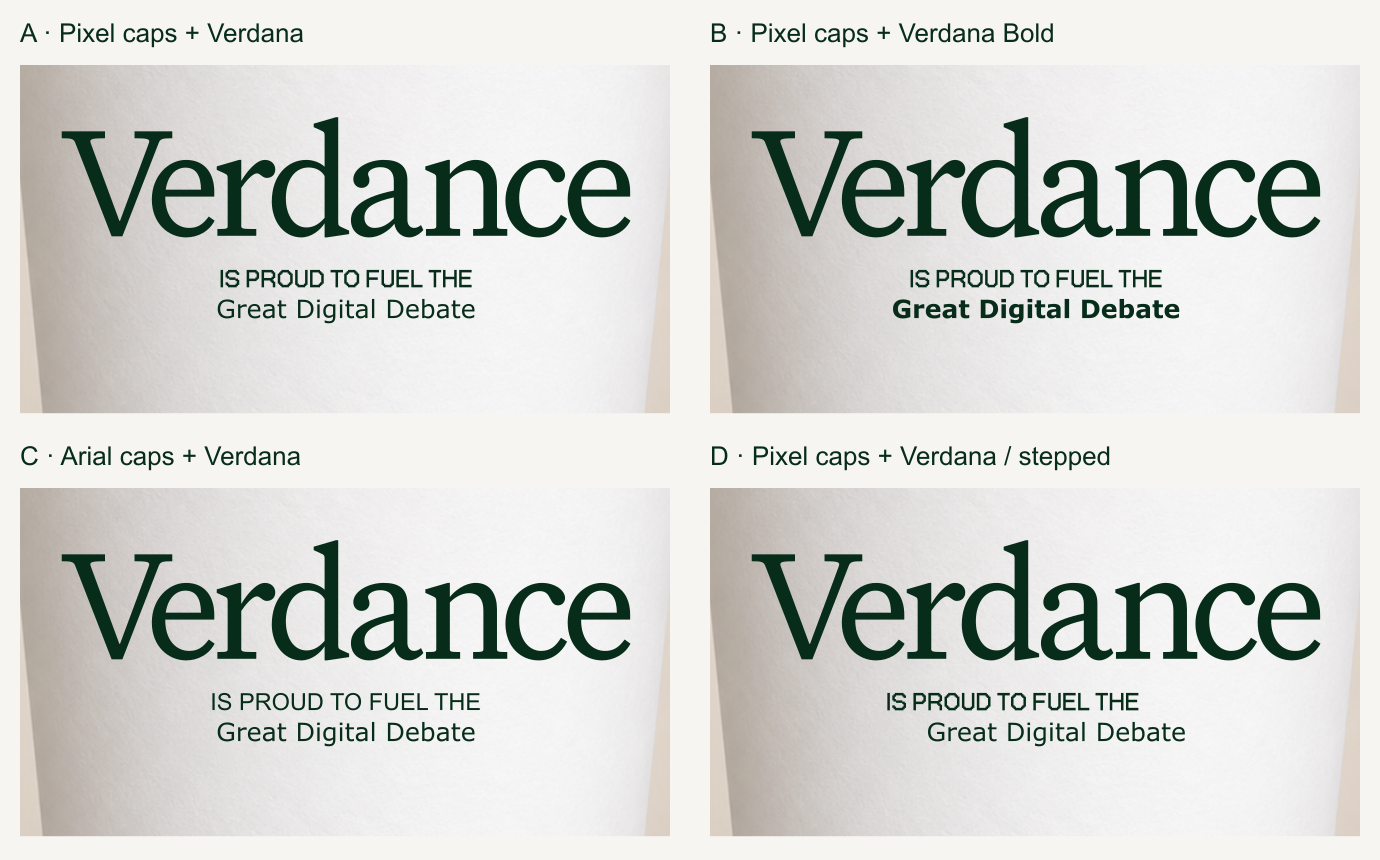 A · Pixel caps + Verdana
Verdance
IS PROUD TO FUEL THE
Great Digital Debate
B · Pixel caps + Verdana Bold
Verdance
IS PROUD TO FUEL THE
Great Digital Debate
C · Arial caps + Verdana
Verdance
IS PROUD TO FUEL THE
Great Digital Debate
D · Pixel caps + Verdana / stepped
Verdance
IS PROUD TO FUEL THE
Great Digital Debate